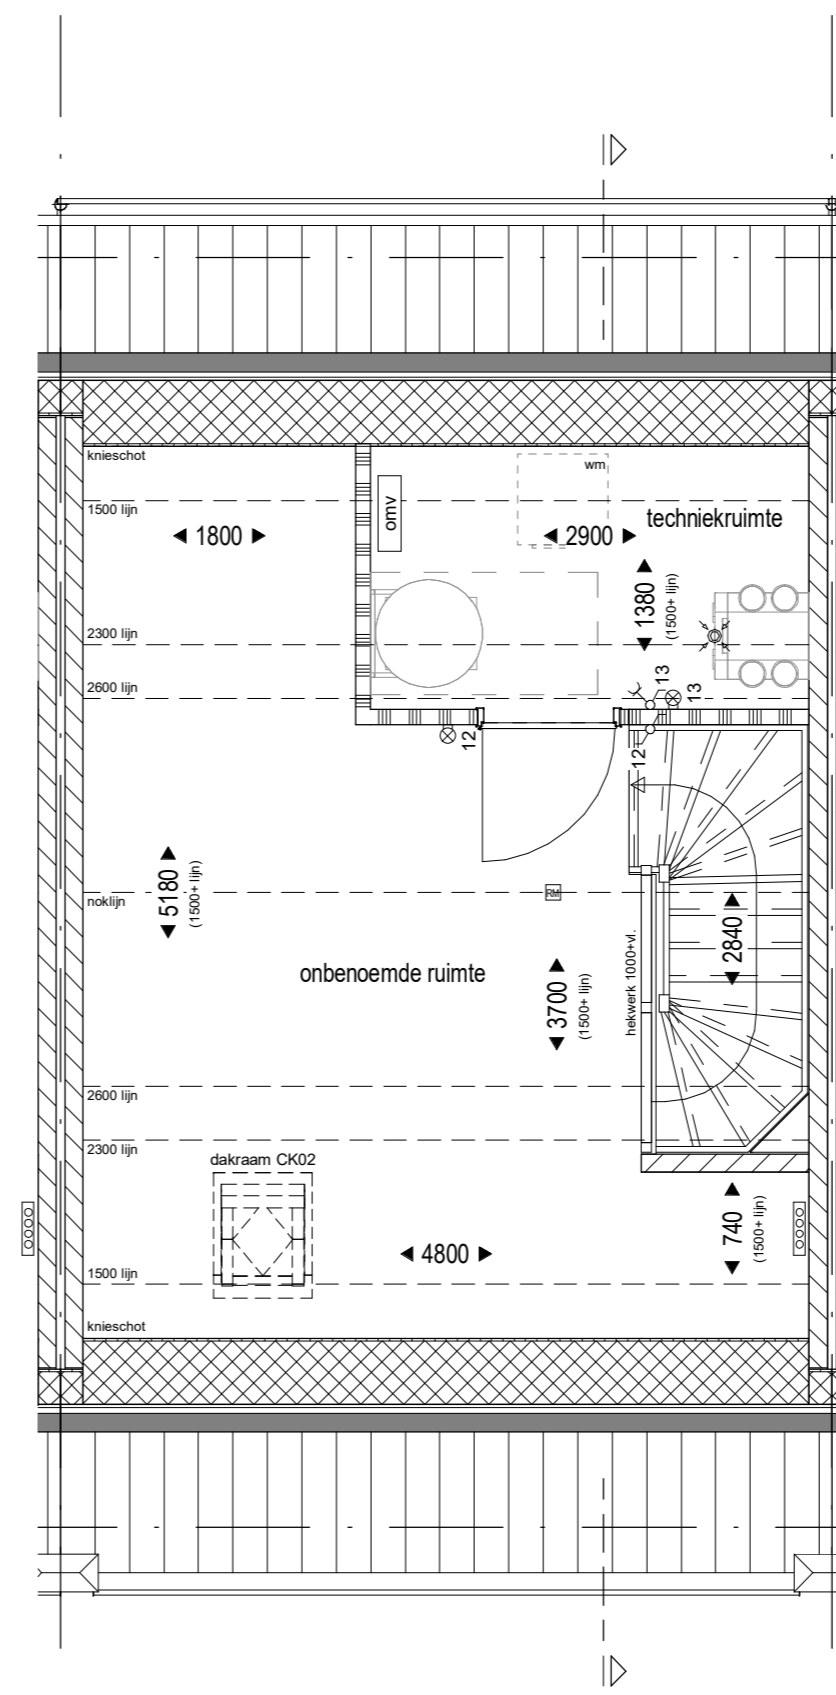 knieschot
wm
1500 lijn
omv
techniekruimte
1800
2900
1380
(1500+ lijn)
2300 lijn
2600 lijn
13
13
12
12
5180
(1500+ lijn)
noklijn
RM
2840
onbenoemde ruimte
3700
(1500+ lijn)
hekwerk 1000+vl.
2600 lijn
2300 lijn
dakraam CK02
740
(1500+ lijn)
4800
1500 lijn
knieschot